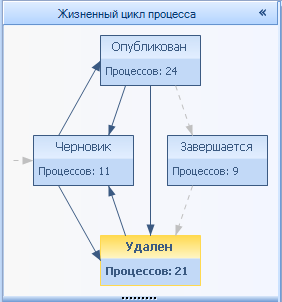 Жизненный цикл процесса «
Опубликован
Процессов: 24
Черновик
Процессов: 11
Завершается
Процессов: 9
Удален
Процессов: 21